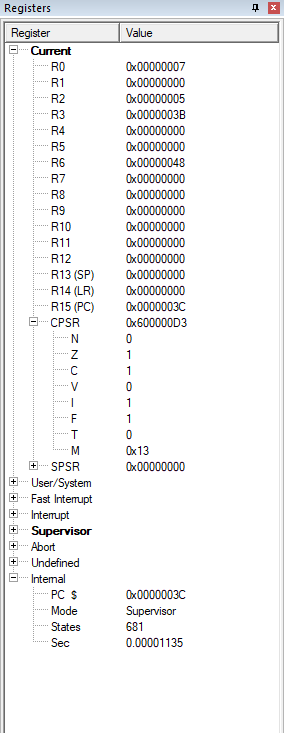 Registers
Register Value
Current
R0 0x00000007
R1 0x00000000
R2 0x00000005
R3 0x0000003B
R4 0x00000000
R5 0x00000000
R6 0x00000048
R7 0x00000000
R8 0x00000000
R9 0x00000000
R10 0x00000000
R11 0x00000000
R12 0x00000000
R13 (SP) 0x00000000
R14 (LR) 0x00000000
R15 (PC) 0x0000003C
CPSR 0x600000D3
N 0
Z 1
C 1
V 0
I 1
F 1
T 0
M 0x13
SPSR 0x00000000
User/System
Fast Interrupt
Interrupt
Supervisor
Abort
Undefined
Internal
PC $ 0x0000003C
Mode Supervisor
States 681
Sec 0.00001135